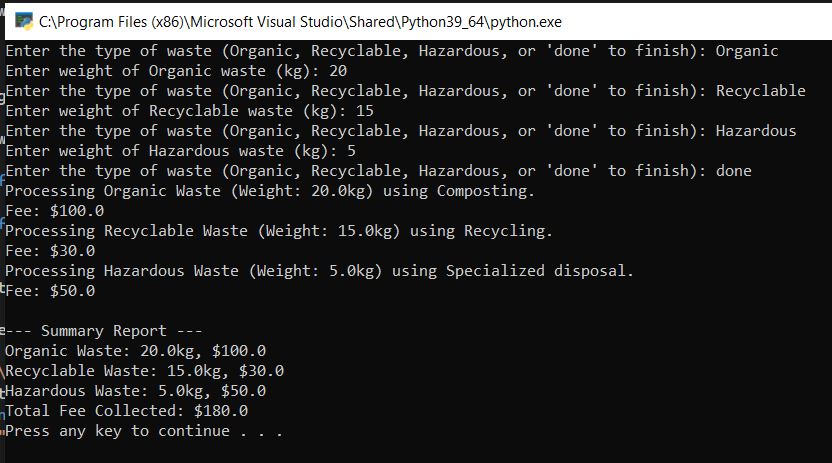 C:\Program Files (x86)\Microsoft Visual Studio\Shared\Python39_64\python.exe
Enter the type of waste (Organic, Recyclable, Hazardous, or 'done' to finish): Organic
Enter weight of Organic waste (kg): 20
Enter the type of waste (Organic, Recyclable, Hazardous, or 'done' to finish): Recyclable
Enter weight of Recyclable waste (kg): 15
Enter the type of waste (Organic, Recyclable, Hazardous, or 'done' to finish): Hazardous
Enter weight of Hazardous waste (kg): 5
Enter the type of waste (Organic, Recyclable, Hazardous, or 'done' to finish): done
Processing Organic Waste (Weight: 20.0kg) using Composting.
Fee: $100.0
Processing Recyclable Waste (Weight: 15.0kg) using Recycling.
Fee: $30.0
Processing Hazardous Waste (Weight: 5.0kg) using Specialized disposal.
Fee: $50.0
--- Summary Report ---
Organic Waste: 20.0kg, $100.0
Recyclable Waste: 15.0kg, $30.0
Hazardous Waste: 5.0kg, $50.0
Total Fee Collected: $180.0
Press any key to continue . . .